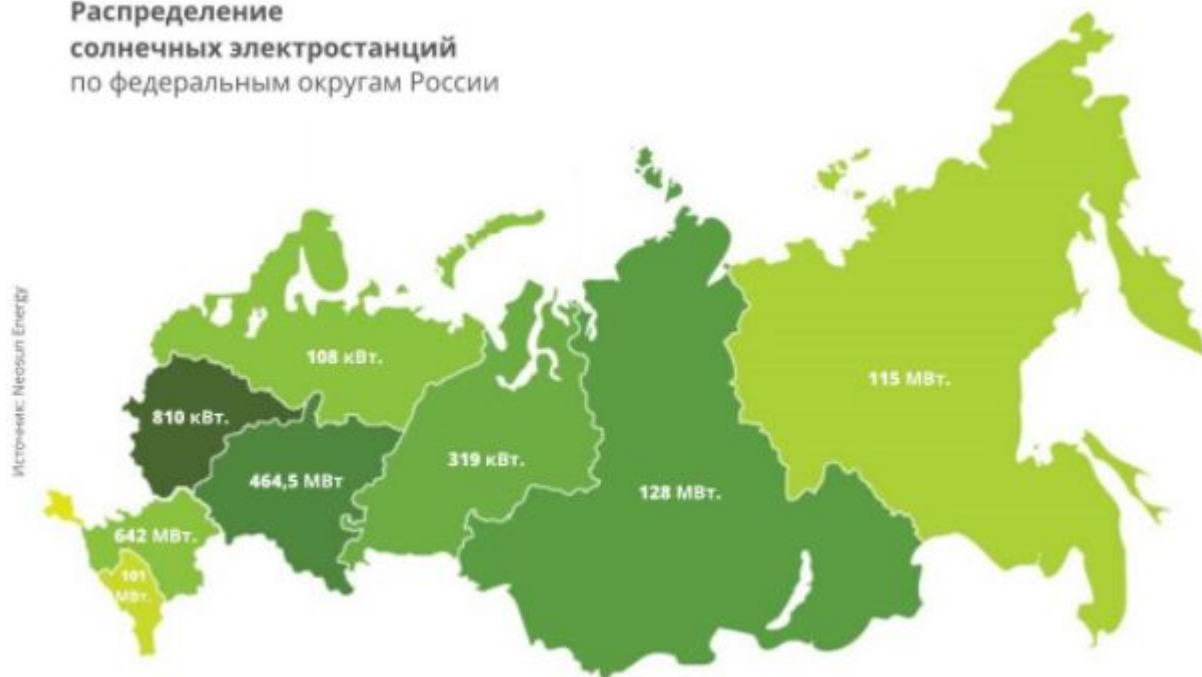 Распределение
солнечных электростанций
по федеральным округам России
Источник: Neosun Energy
108 кВт.
810 кВт.
464,5 МВт
319 кВт.
128 МВт.
115 МВт.
642 МВт.
101
МВт.